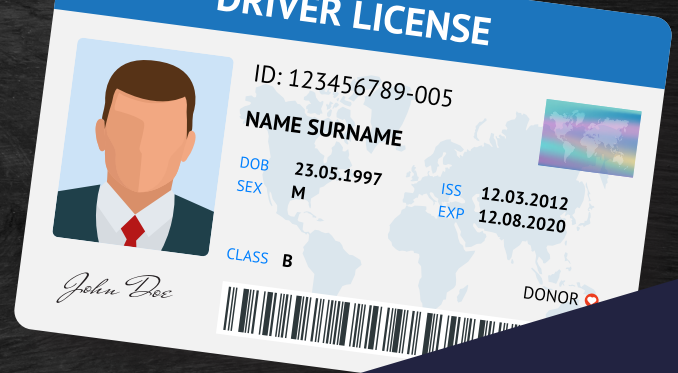 DRIVER LICENSE
ID: 123456789-005
NAME SURNAME
DOB 23.05.1997
SEX M
ISS 12.03.2012
EXP 12.08.2020
CLASS B
DONOR
John Doe